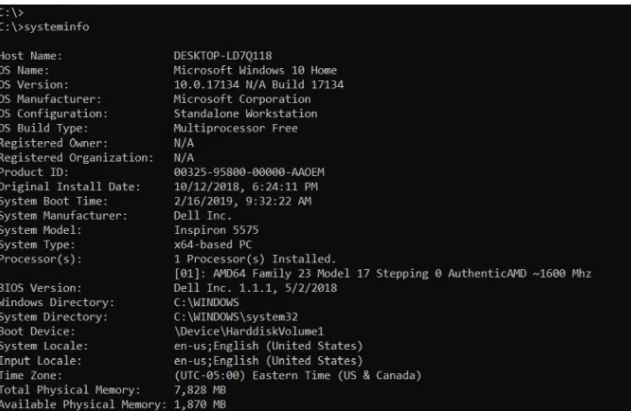 C:\>
C:\>systeminfo
Host Name: DESKTOP-LD7Q118
OS Name: Microsoft Windows 10 Home
OS Version: 10.0.17134 N/A Build 17134
OS Manufacturer: Microsoft Corporation
OS Configuration: Standalone Workstation
OS Build Type: Multiprocessor Free
Registered Owner: N/A
Registered Organization: N/A
Product ID: 00325-95800-00000-AAOEM
Original Install Date: 10/12/2018, 6:24:11 PM
System Boot Time: 2/16/2019, 9:32:22 AM
System Manufacturer: Dell Inc.
System Model: Inspiron 5575
System Type: x64-based PC
Processor(s): 1 Processor(s) Installed.
[01]: AMD64 Family 23 Model 17 Stepping 0 AuthenticAMD ~1600 Mhz
BIOS Version: Dell Inc. 1.1.1, 5/2/2018
Windows Directory: C:\WINDOWS
System Directory: C:\WINDOWS\system32
Boot Device: \Device\HarddiskVolume1
System Locale: en-us;English (United States)
Input Locale: en-us;English (United States)
Time Zone: (UTC-05:00) Eastern Time (US & Canada)
Total Physical Memory: 7,828 MB
Available Physical Memory: 1,870 MB